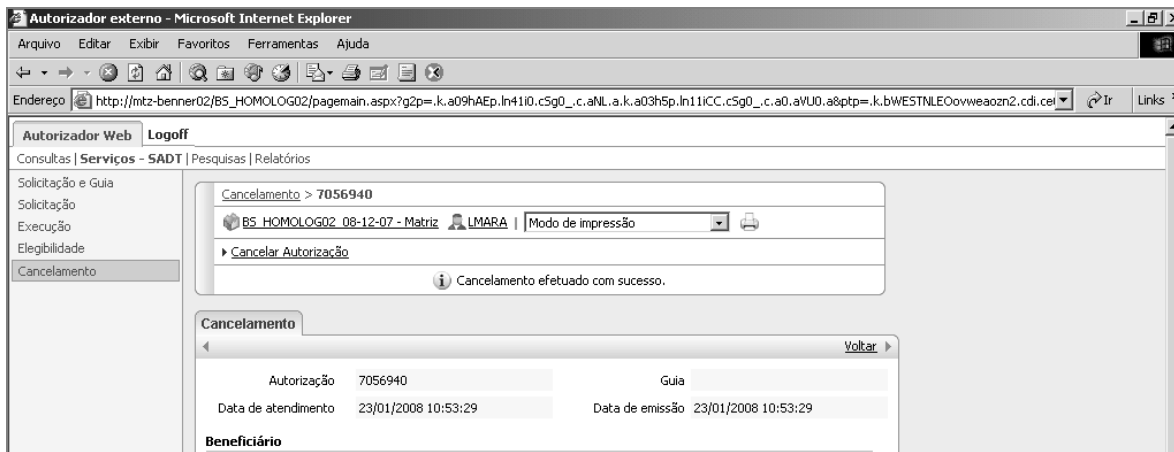 Autorizador externo - Microsoft Internet Explorer
Arquivo Editar Exibir Favoritos Ferramentas Ajuda
Endereço http://mtz-benner02/BS_HOMOLOG02/pagemain.aspx?g2p=.k.a09hAEp.ln41i0.cSg0_.c.aNL.a.k.a03h5p.ln11iCC.cSg0_.c.a0.aVU0.a&ptp=.k.bWESTNLEOovweaozn2.cdi.ce Ir Links
Autorizador Web Logoff
Consultas | Serviços - SADT | Pesquisas | Relatórios
Solicitação e Guia
Solicitação
Execução
Elegibilidade
Cancelamento
Cancelamento > 7056940
BS_HOMOLOG02_08-12-07 - Matriz LMARA | Modo de impressão
Cancelar Autorização
Cancelamento efetuado com sucesso.
Cancelamento
Voltar
Autorização 7056940 Guia
Data de atendimento 23/01/2008 10:53:29 Data de emissão 23/01/2008 10:53:29
Beneficiário